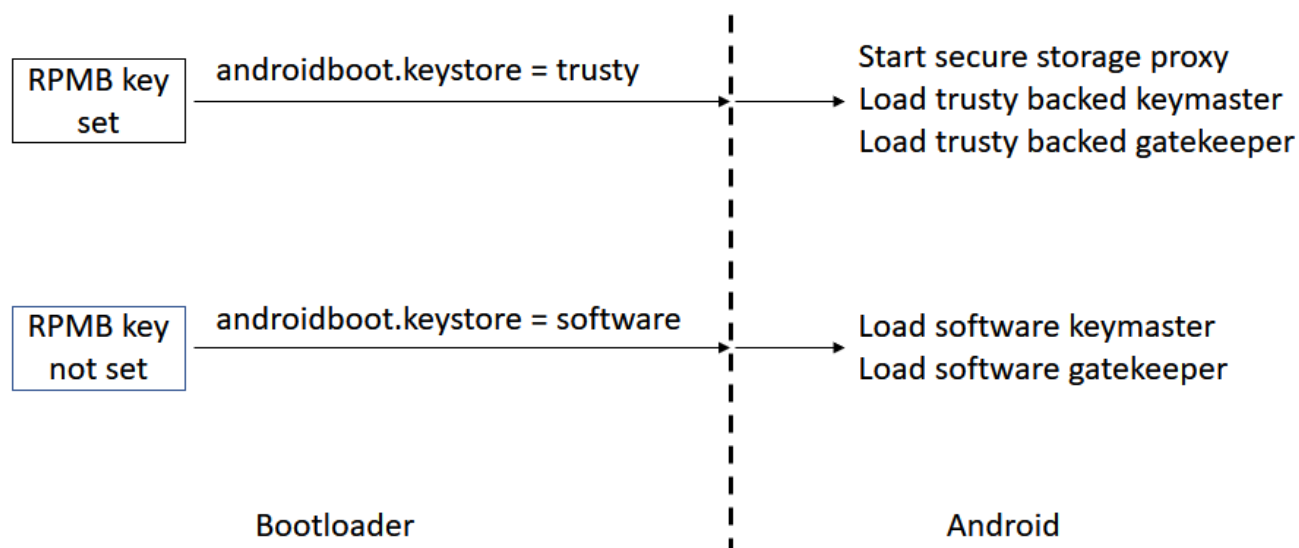 RPMB key
set
androidboot.keystore = trusty
Start secure storage proxy
Load trusty backed keymaster
Load trusty backed gatekeeper
RPMB key
not set
androidboot.keystore = software
Load software keymaster
Load software gatekeeper
Bootloader
Android